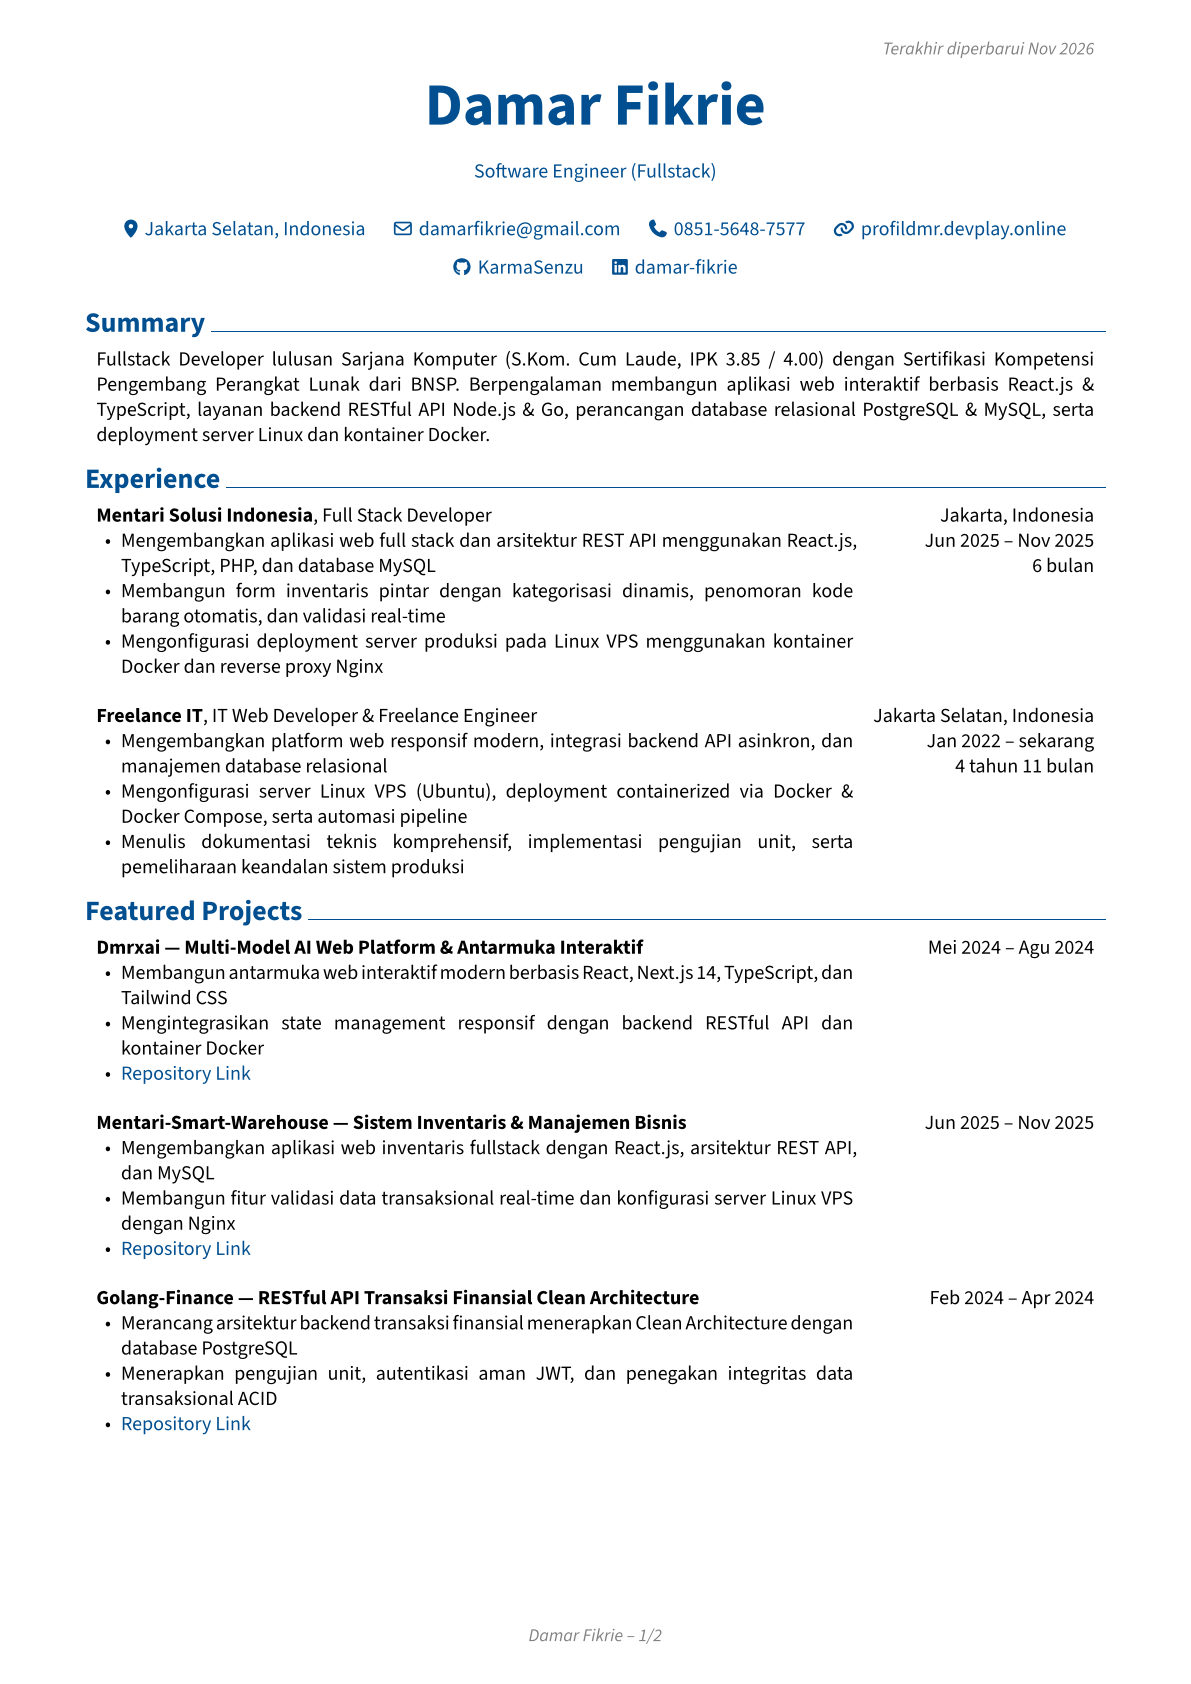 Terakhir diperbarui Nov 2026
Damar Fikrie
Software Engineer (Fullstack)
Jakarta Selatan, Indonesia damarfikrie@gmail.com 0851-5648-7577 profildmr.devplay.online
KarmaSenzu damar-fikrie
Summary
Fullstack Developer lulusan Sarjana Komputer (S.Kom. Cum Laude, IPK 3.85 / 4.00) dengan Sertifikasi Kompetensi
Pengembang Perangkat Lunak dari BNSP. Berpengalaman membangun aplikasi web interaktif berbasis React.js &
TypeScript, layanan backend RESTful API Node.js & Go, perancangan database relasional PostgreSQL & MySQL, serta
deployment server Linux dan kontainer Docker.
Experience
Mentari Solusi Indonesia, Full Stack Developer Jakarta, Indonesia
• Mengembangkan aplikasi web full stack dan arsitektur REST API menggunakan React.js, Jun 2025 – Nov 2025
TypeScript, PHP, dan database MySQL 6 bulan
• Membangun form inventaris pintar dengan kategorisasi dinamis, penomoran kode
barang otomatis, dan validasi real-time
• Mengonfigurasi deployment server produksi pada Linux VPS menggunakan kontainer
Docker dan reverse proxy Nginx
Freelance IT, IT Web Developer & Freelance Engineer Jakarta Selatan, Indonesia
• Mengembangkan platform web responsif modern, integrasi backend API asinkron, dan Jan 2022 – sekarang
manajemen database relasional 4 tahun 11 bulan
• Mengonfigurasi server Linux VPS (Ubuntu), deployment containerized via Docker &
Docker Compose, serta automasi pipeline
• Menulis dokumentasi teknis komprehensif, implementasi pengujian unit, serta
pemeliharaan keandalan sistem produksi
Featured Projects
Dmrxai — Multi-Model AI Web Platform & Antarmuka Interaktif Mei 2024 – Agu 2024
• Membangun antarmuka web interaktif modern berbasis React, Next.js 14, TypeScript, dan
Tailwind CSS
• Mengintegrasikan state management responsif dengan backend RESTful API dan
kontainer Docker
• Repository Link
Mentari-Smart-Warehouse — Sistem Inventaris & Manajemen Bisnis Jun 2025 – Nov 2025
• Mengembangkan aplikasi web inventaris fullstack dengan React.js, arsitektur REST API,
dan MySQL
• Membangun fitur validasi data transaksional real-time dan konfigurasi server Linux VPS
dengan Nginx
• Repository Link
Golang-Finance — RESTful API Transaksi Finansial Clean Architecture Feb 2024 – Apr 2024
• Merancang arsitektur backend transaksi finansial menerapkan Clean Architecture dengan
database PostgreSQL
• Menerapkan pengujian unit, autentikasi aman JWT, dan penegakan integritas data
transaksional ACID
• Repository Link
Damar Fikrie – 1/2